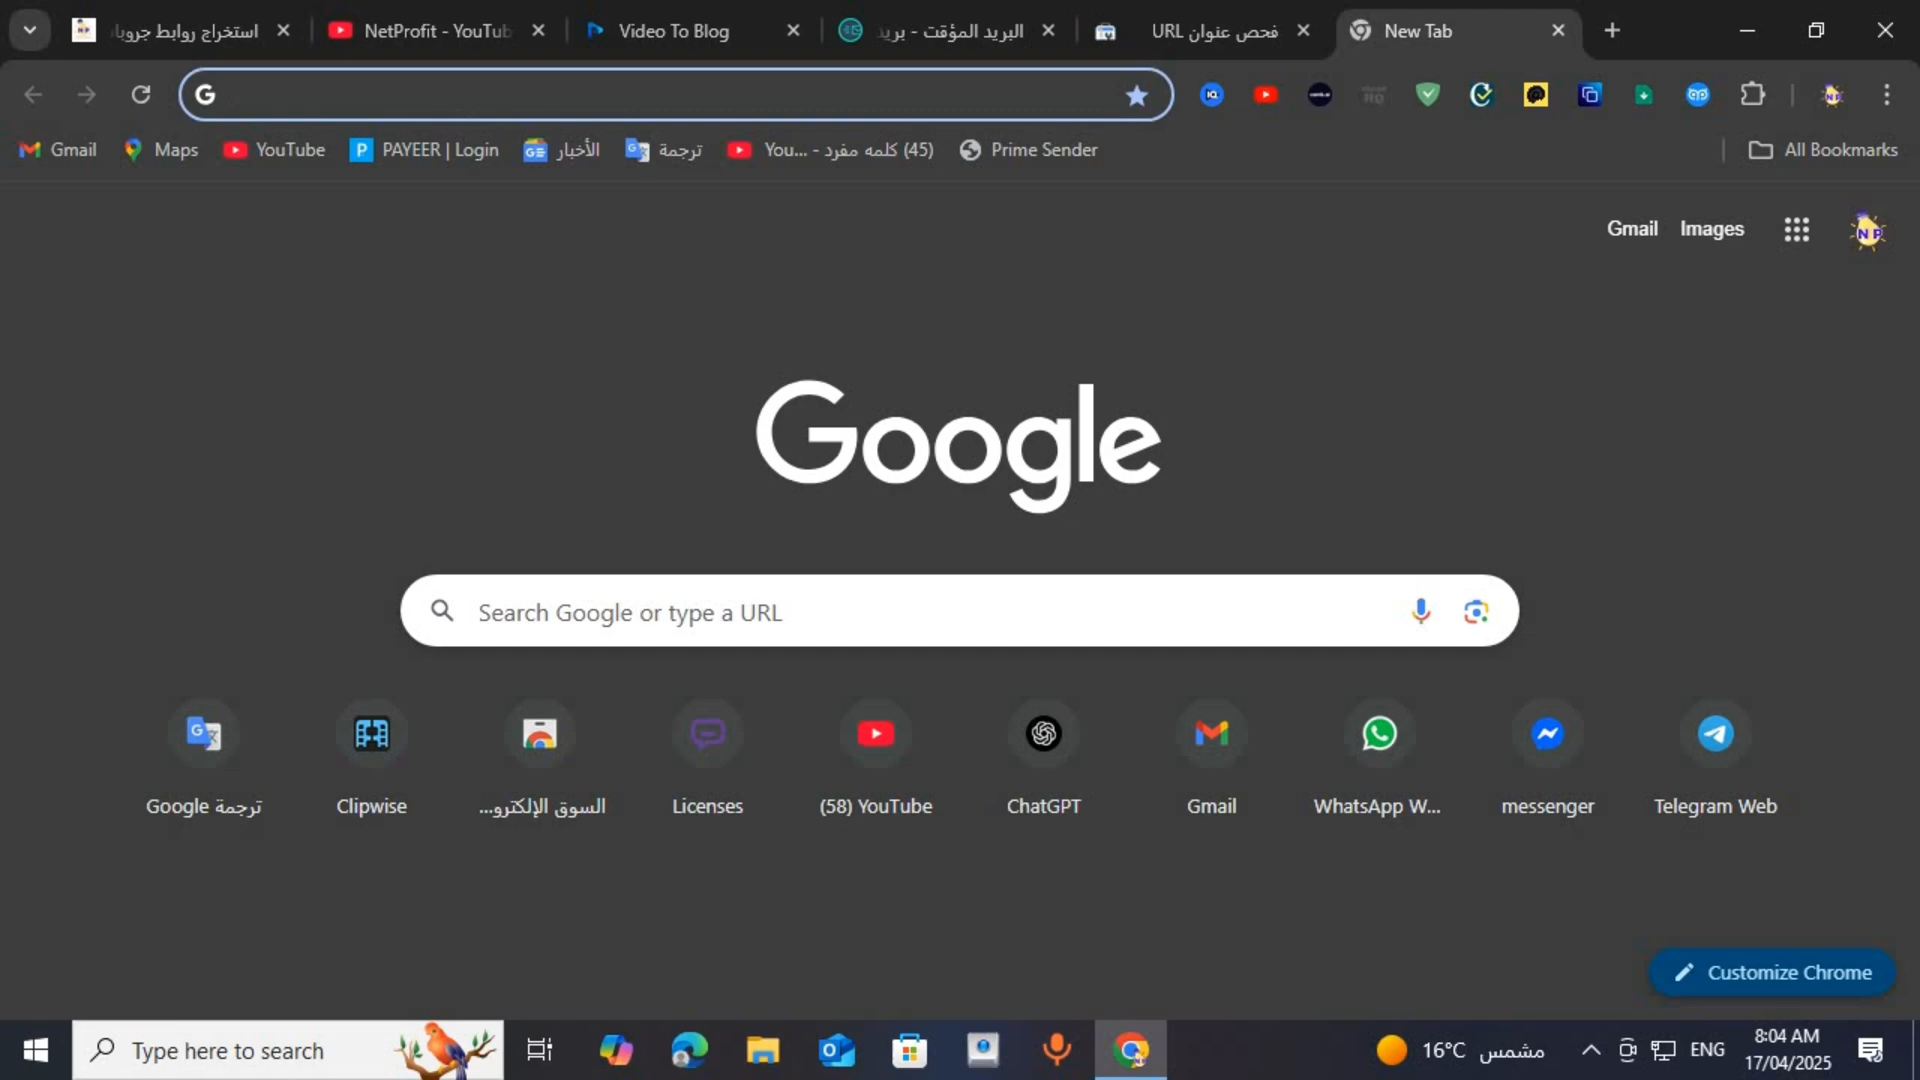 استخراج روابط جروبا
NetProfit - YouTub
Video To Blog
البريد المؤقت - بريد
فحص عنوان URL
New Tab
Gmail
Maps
YouTube
PAYEER | Login
الأخبار
ترجمة
(45) كلمه مفرد - ...You
Prime Sender
All Bookmarks
Gmail
Images
Google
Search Google or type a URL
ترجمة Google
Clipwise
السوق الإلكترو...
Licenses
(58) YouTube
ChatGPT
Gmail
WhatsApp W...
messenger
Telegram Web
Customize Chrome
Type here to search
16°C مشمس
ENG
8:04 AM
17/04/2025